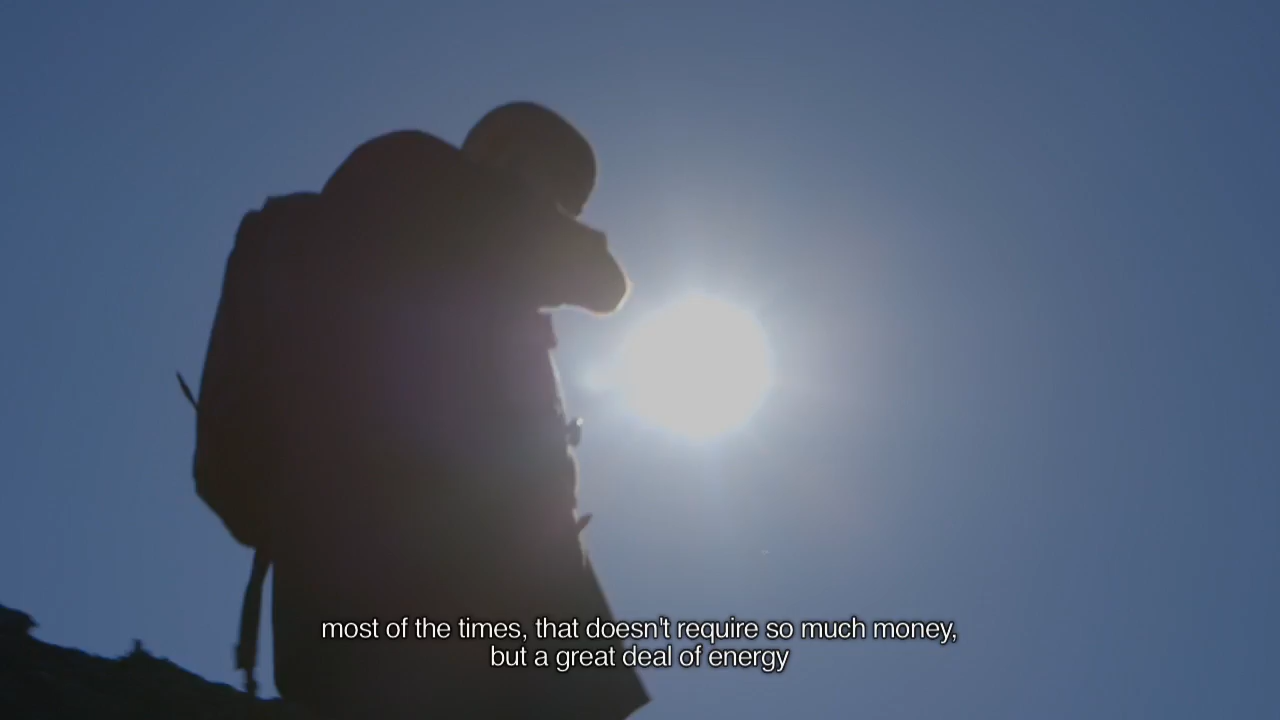 most of the times, that doesn't require so much money,
but a great deal of energy